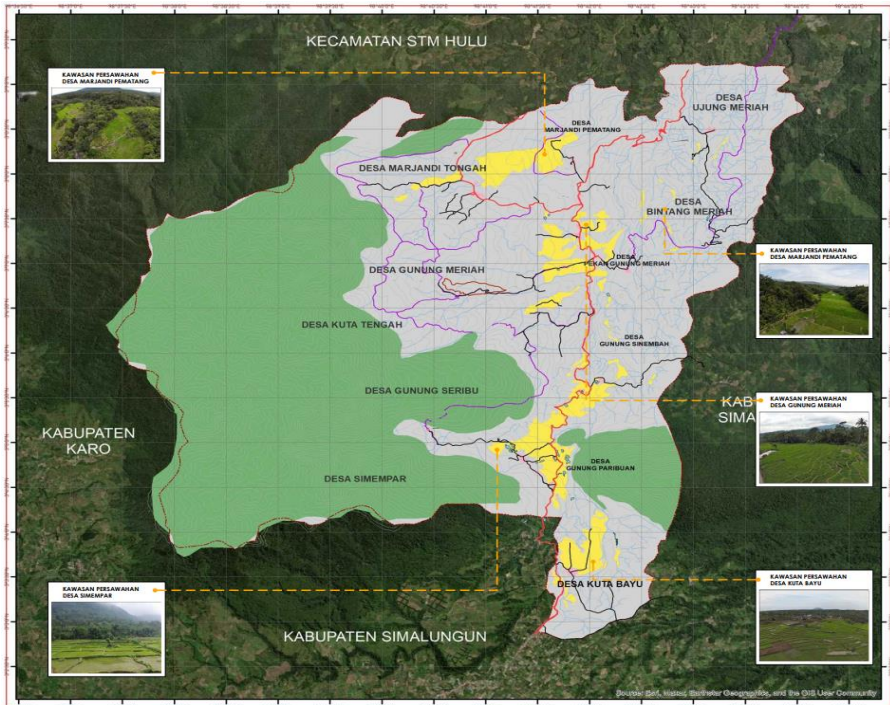 KECAMATAN STM HULU
KAWASAN PERSAWAHAN
DESA MARJANDI PEMATANG
DESA
UJUNG MERIAH
DESA
MARJANDI PEMATANG
DESA MARJANDI TONGAH
DESA
BINTANG MERIAH
KAWASAN PERSAWAHAN
DESA MARJANDI PEMATANG
DESA
PEKAN GUNUNG MERIAH
DESA GUNUNG MERIAH
DESA KUTA TENGAH
DESA
GUNUNG SINEMBAH
DESA GUNUNG SERIBU
KAB
SIMA
KAWASAN PERSAWAHAN
DESA GUNUNG MERIAH
KABUPATEN
KARO
DESA
GUNUNG PARIBUAN
DESA SIMEMPAR
KAWASAN PERSAWAHAN
DESA SIMEMPAR
DESA KUTA BAYU
KAWASAN PERSAWAHAN
DESA KUTA BAYU
KABUPATEN SIMALUNGUN
Source: Esri, Maxar, Earthstar Geographics, and the GIS User Community